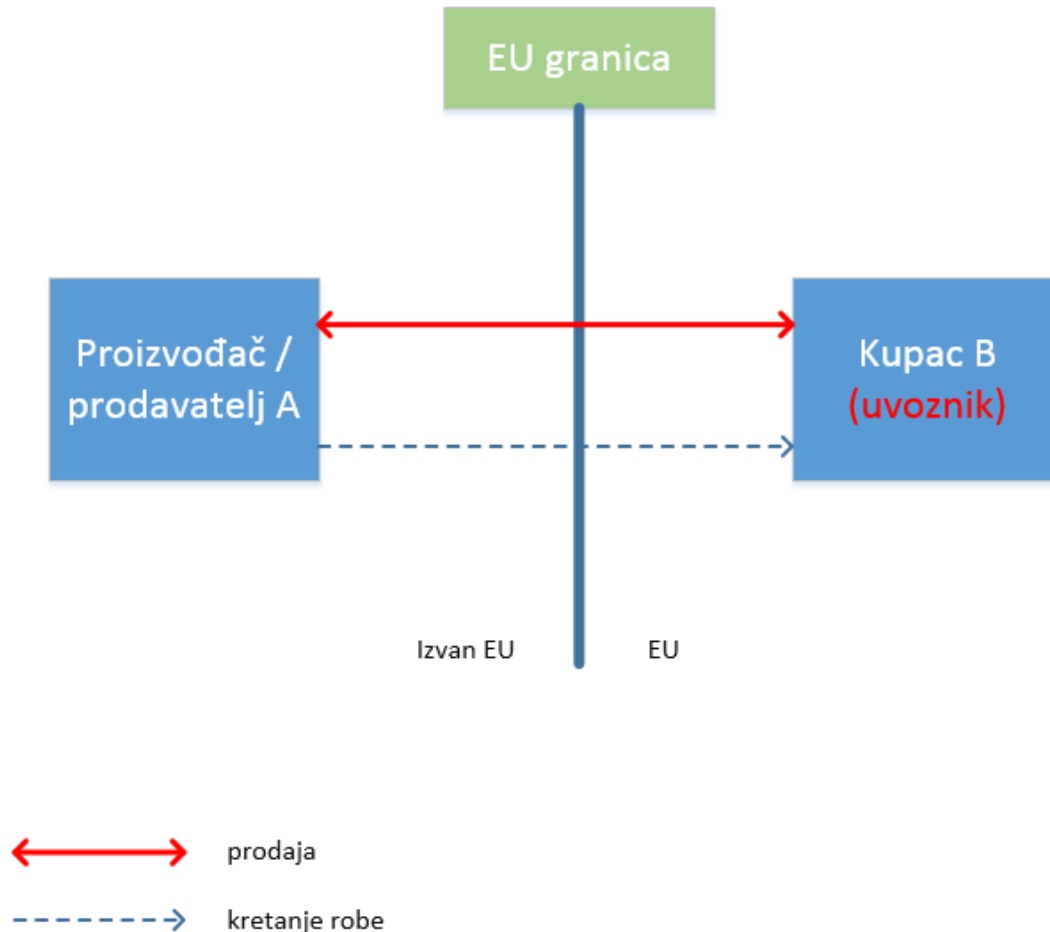 EU granica
Proizvođač /
prodavatelj A
Kupac B
(uvoznik)
Izvan EU
EU
prodaja
kretanje robe